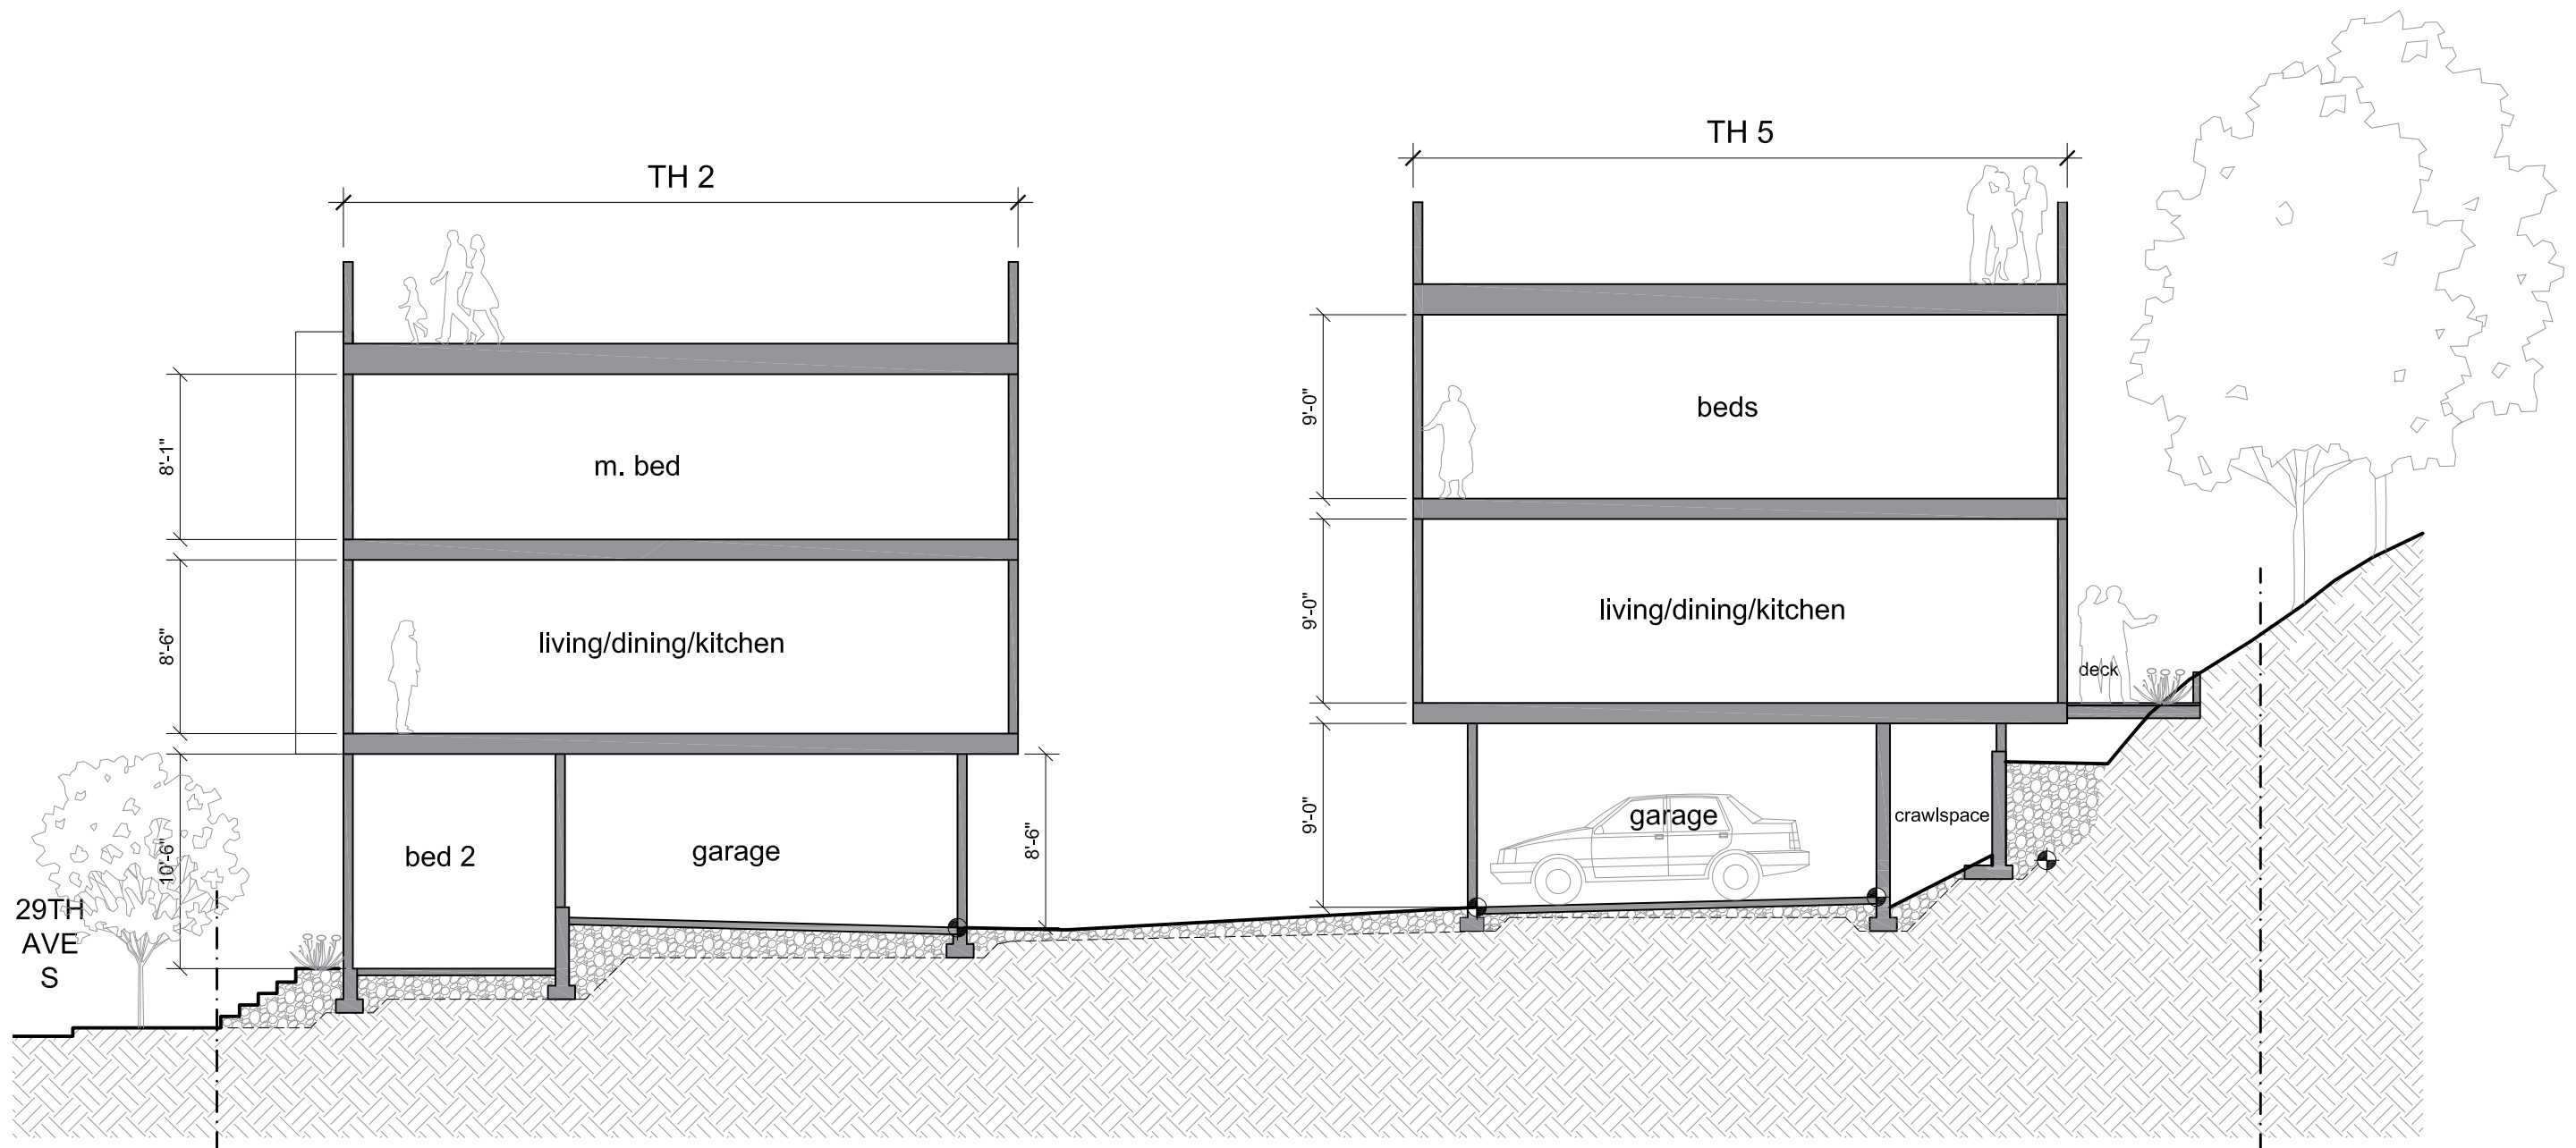 TH 5
TH 2
9'-0"
beds
8'-1"
m. bed
9'-0"
living/dining/kitchen
8'-6"
living/dining/kitchen
deck
9'-0"
garage
crawlspace
10'-6"
bed 2
garage
8'-6"
29TH
AVE
S